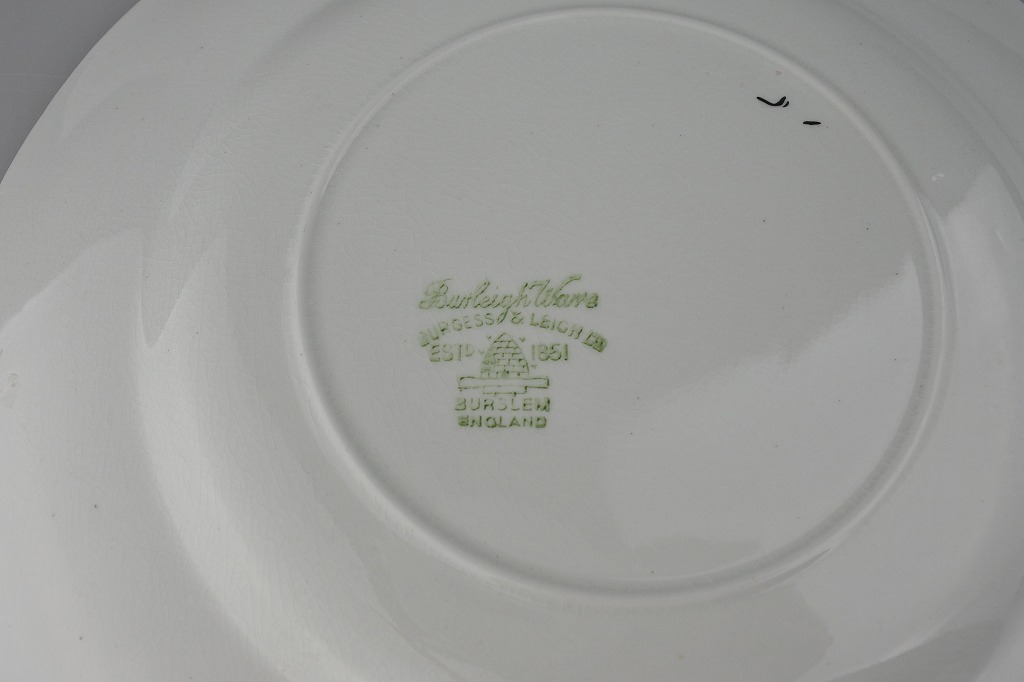 Burleigh Ware
BURGESS & LEIGH LTD
ESTD 1851
BURSLEM
ENGLAND